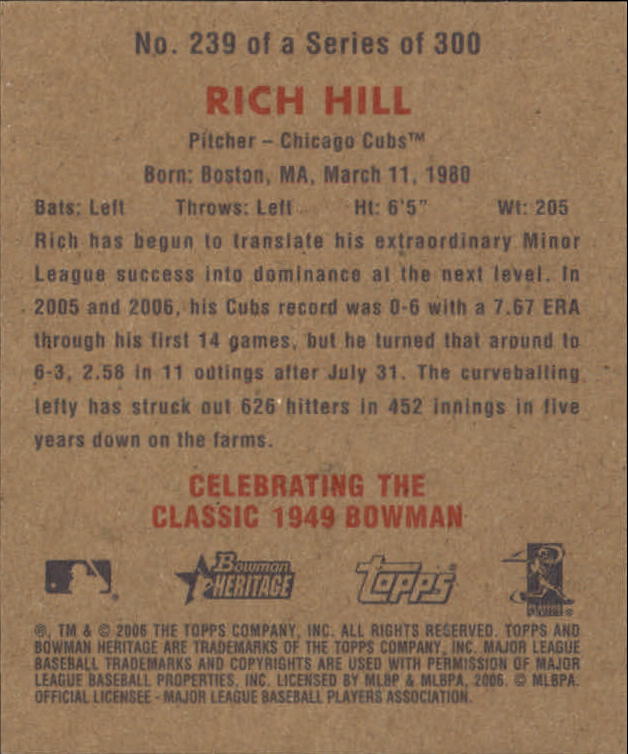 No. 239 of a Series of 300
RICH HILL
Pitcher – Chicago Cubs™
Born: Boston, MA, March 11, 1980
Bats: Left Throws: Left Ht: 6'5" Wt: 205
Rich has begun to translate his extraordinary Minor
League success into dominance at the next level. In
2005 and 2006, his Cubs record was 0-6 with a 7.67 ERA
through his first 14 games, but he turned that around to
6-3, 2.58 in 11 outings after July 31. The curveballing
lefty has struck out 626 hitters in 452 innings in five
years down on the farms.
CELEBRATING THE
CLASSIC 1949 BOWMAN
Bowman
HERITAGE
topps
®, TM & © 2006 THE TOPPS COMPANY, INC. ALL RIGHTS RESERVED. TOPPS AND
BOWMAN HERITAGE ARE TRADEMARKS OF THE TOPPS COMPANY, INC. MAJOR LEAGUE
BASEBALL TRADEMARKS AND COPYRIGHTS ARE USED WITH PERMISSION OF MAJOR
LEAGUE BASEBALL PROPERTIES, INC. LICENSED BY MLBP & MLBPA, 2006. © MLBPA.
OFFICIAL LICENSEE - MAJOR LEAGUE BASEBALL PLAYERS ASSOCIATION.